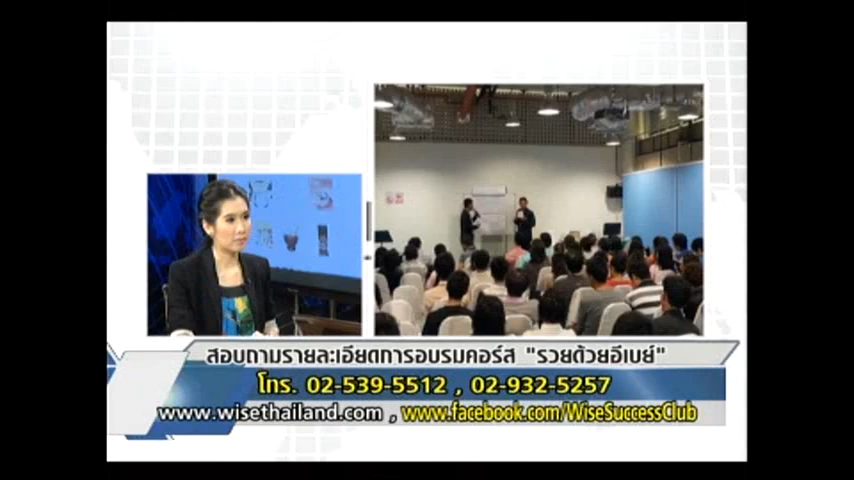 สอบถามรายละเอียดการอบรมคอร์ส "รวยด้วยอีเบย์"
โทร. 02-539-5512 , 02-932-5257
www.wisethailand.com , www.facebook.com/WiseSuccessClub